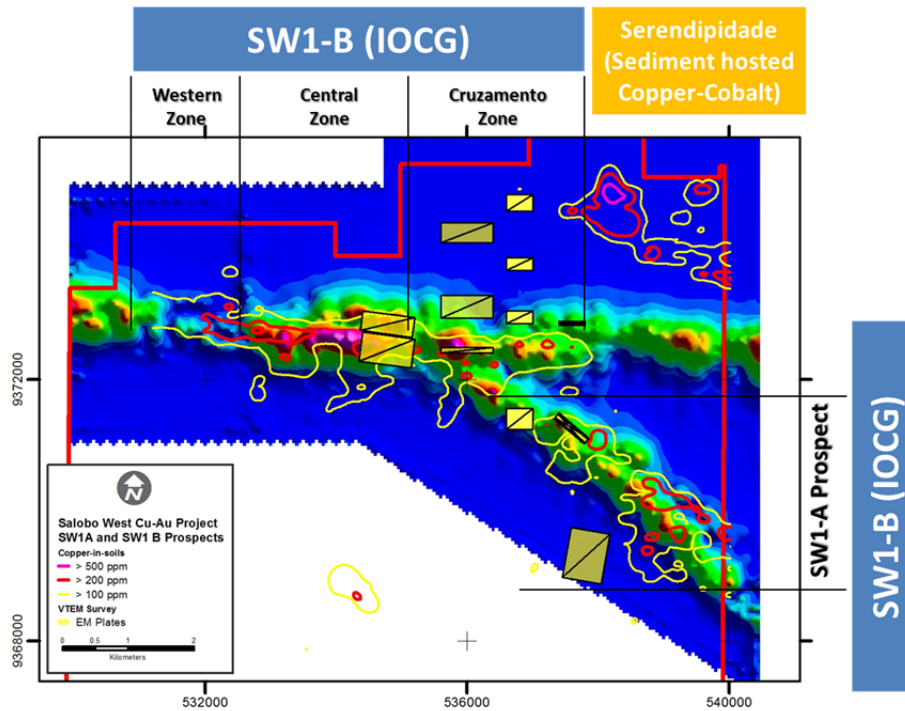 SW1-B (IOCG)
Serendipidade
(Sediment hosted
Copper-Cobalt)
Western
Zone
Central
Zone
Cruzamento
Zone
9372000
9368000
532000
536000
540000
SW1-A Prospect
SW1-B (IOCG)
N
Salobo West Cu-Au Project
SW1A and SW1 B Prospects
Copper-in-soils
> 500 ppm
> 200 ppm
> 100 ppm
VTEM Survey
EM Plates
0 0.5 1 2
Kilometers